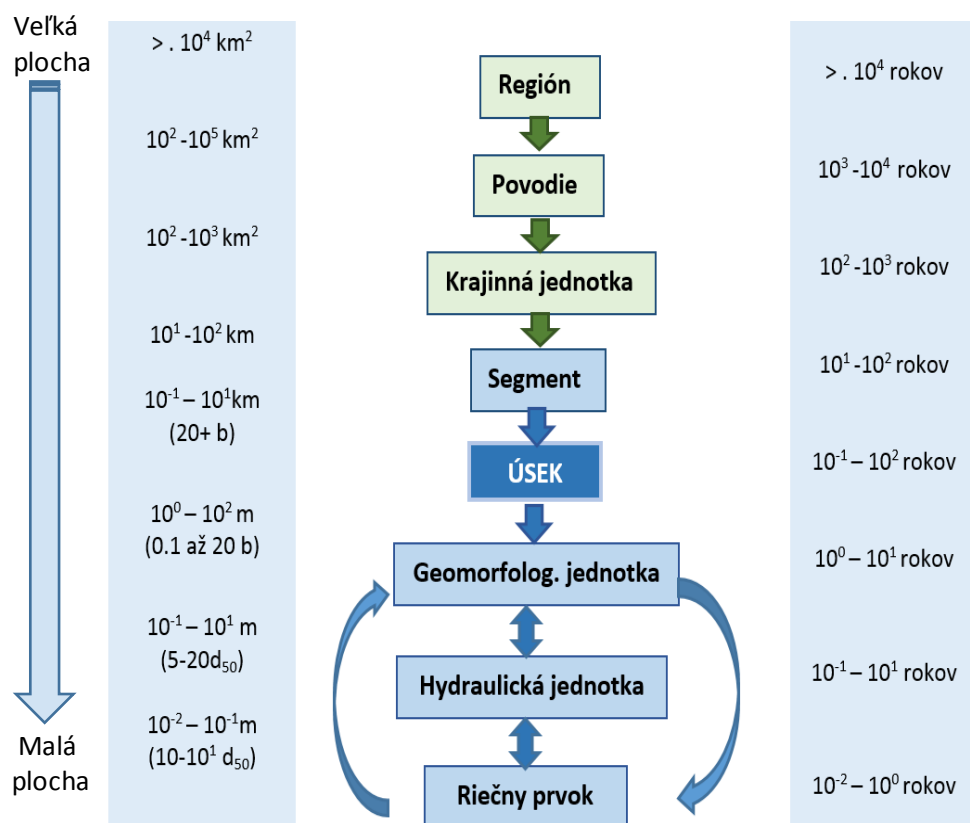 Veľká
plocha
> . 10⁴ km²
10² -10⁵ km²
10² -10³ km²
10¹ -10² km
10⁻¹ – 10¹km
(20+ b)
10⁰ – 10² m
(0.1 až 20 b)
10⁻¹ – 10¹ m
(5-20d₅₀)
10⁻² – 10⁻¹m
(10-10¹ d₅₀)
Malá
plocha
Región
Povodie
Krajinná jednotka
Segment
ÚSEK
Geomorfolog. jednotka
Hydraulická jednotka
Riečny prvok
> . 10⁴ rokov
10³ -10⁴ rokov
10² -10³ rokov
10¹ -10² rokov
10⁻¹ – 10² rokov
10⁰ – 10¹ rokov
10⁻¹ – 10¹ rokov
10⁻² – 10⁰ rokov